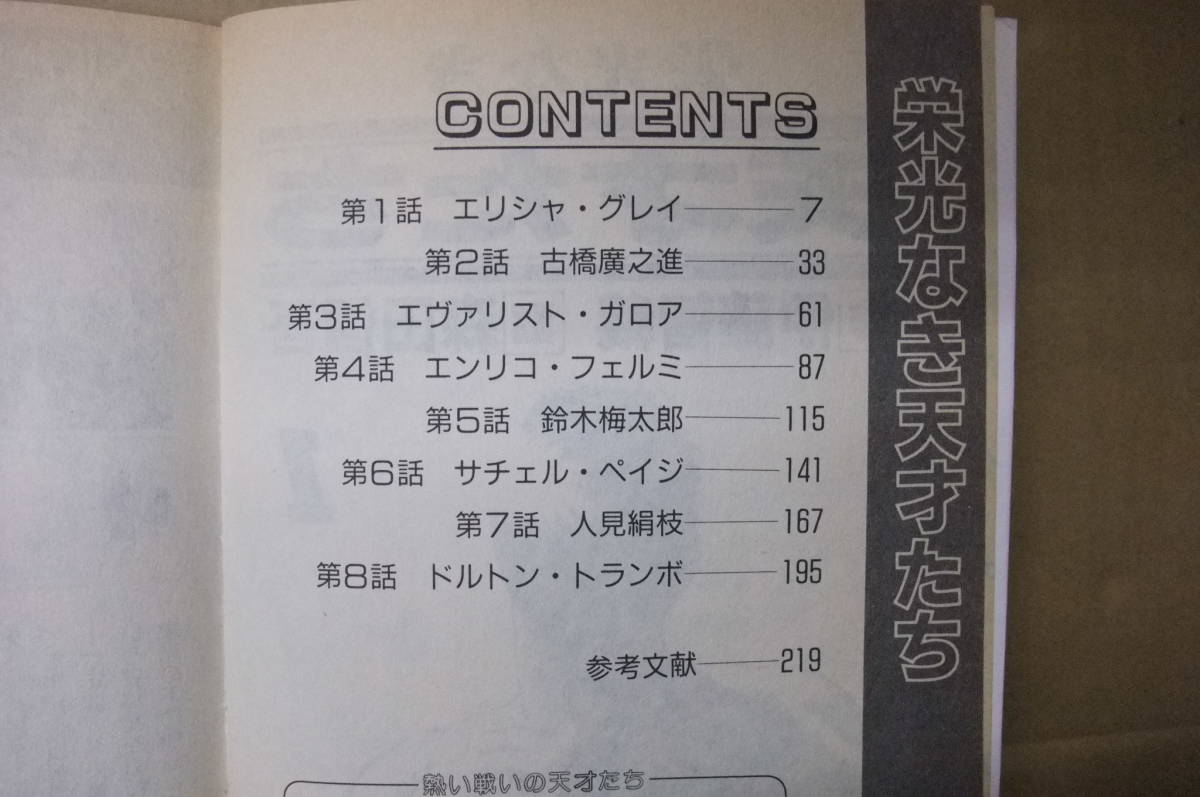 栄光なき天才たち
CONTENTS
第1話 エリシャ・グレイ 7
第2話 古橋廣之進 33
第3話 エヴァリスト・ガロア 61
第4話 エンリコ・フェルミ 87
第5話 鈴木梅太郎 115
第6話 サチェル・ペイジ 141
第7話 人見絹枝 167
第8話 ドルトン・トランボ 195
参考文献 219
熱い戦いの天才たち